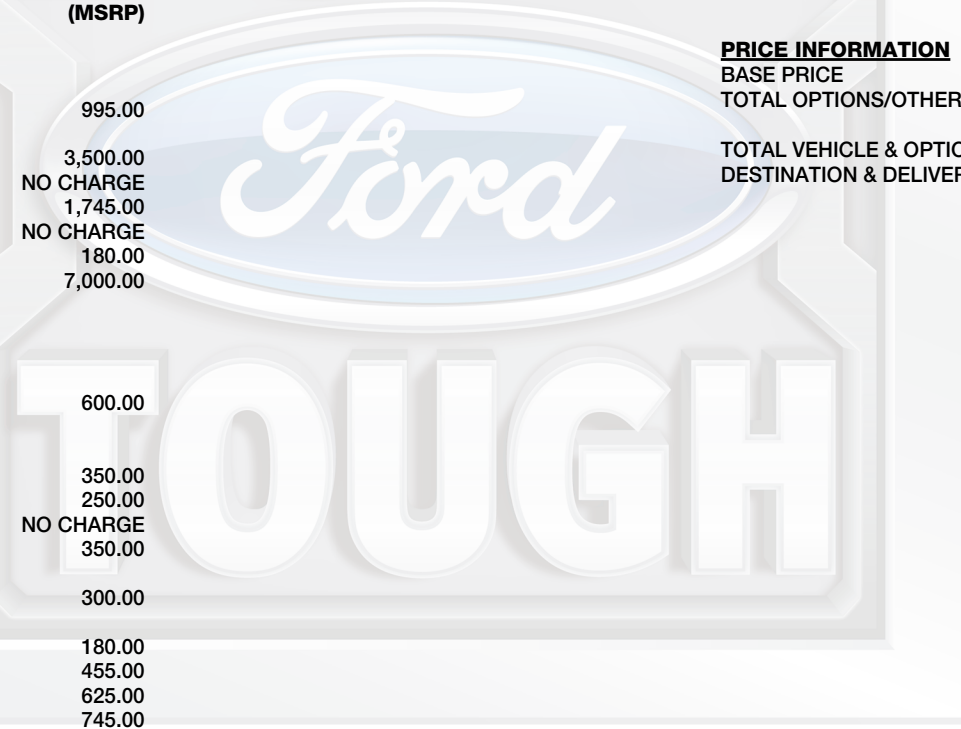 (MSRP)
995.00
3,500.00
NO CHARGE
1,745.00
NO CHARGE
180.00
7,000.00
600.00
350.00
250.00
NO CHARGE
350.00
300.00
180.00
455.00
625.00
745.00
PRICE INFORMATION
BASE PRICE
TOTAL OPTIONS/OTHER
TOTAL VEHICLE & OPTIO
DESTINATION & DELIVER
Ford
TOUGH